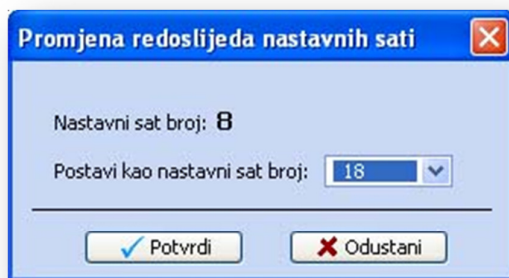 Promjena redoslijeda nastavnih sati
Nastavni sat broj: 8
Postavi kao nastavni sat broj: 18
Potvrdi Odustani